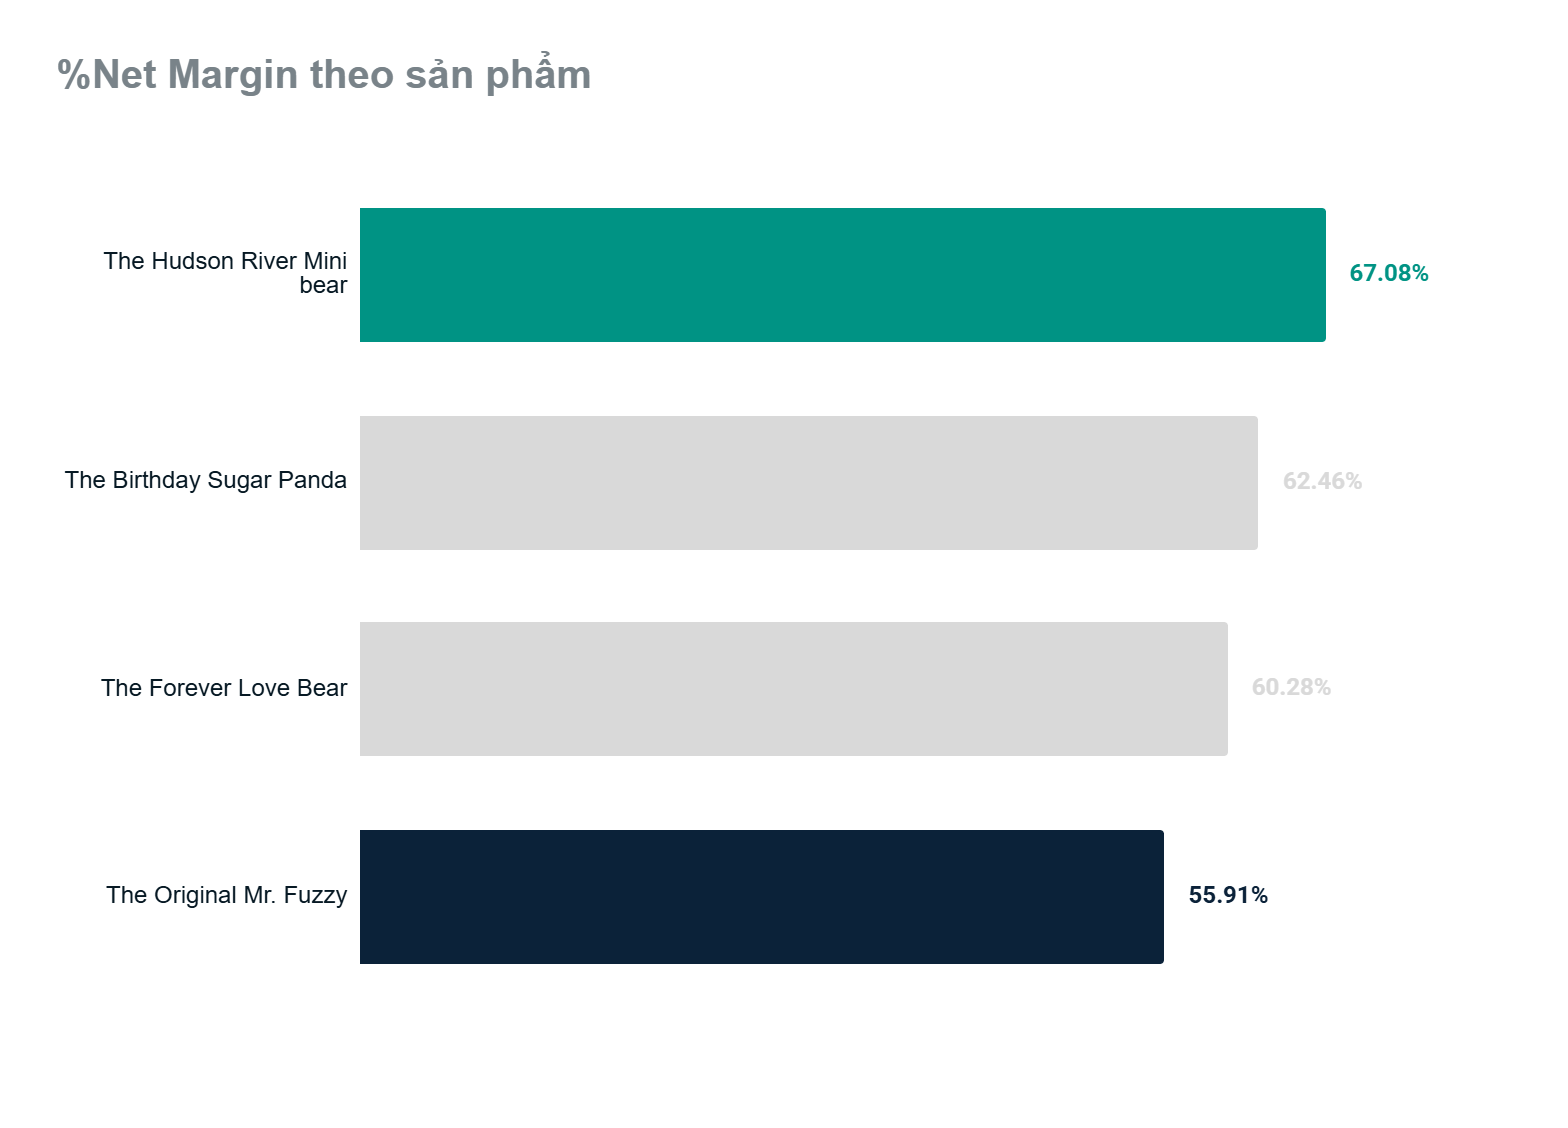 %Net Margin theo sản phẩm
The Hudson River Mini
bear
67.08%
The Birthday Sugar Panda
62.46%
The Forever Love Bear
60.28%
The Original Mr. Fuzzy
55.91%